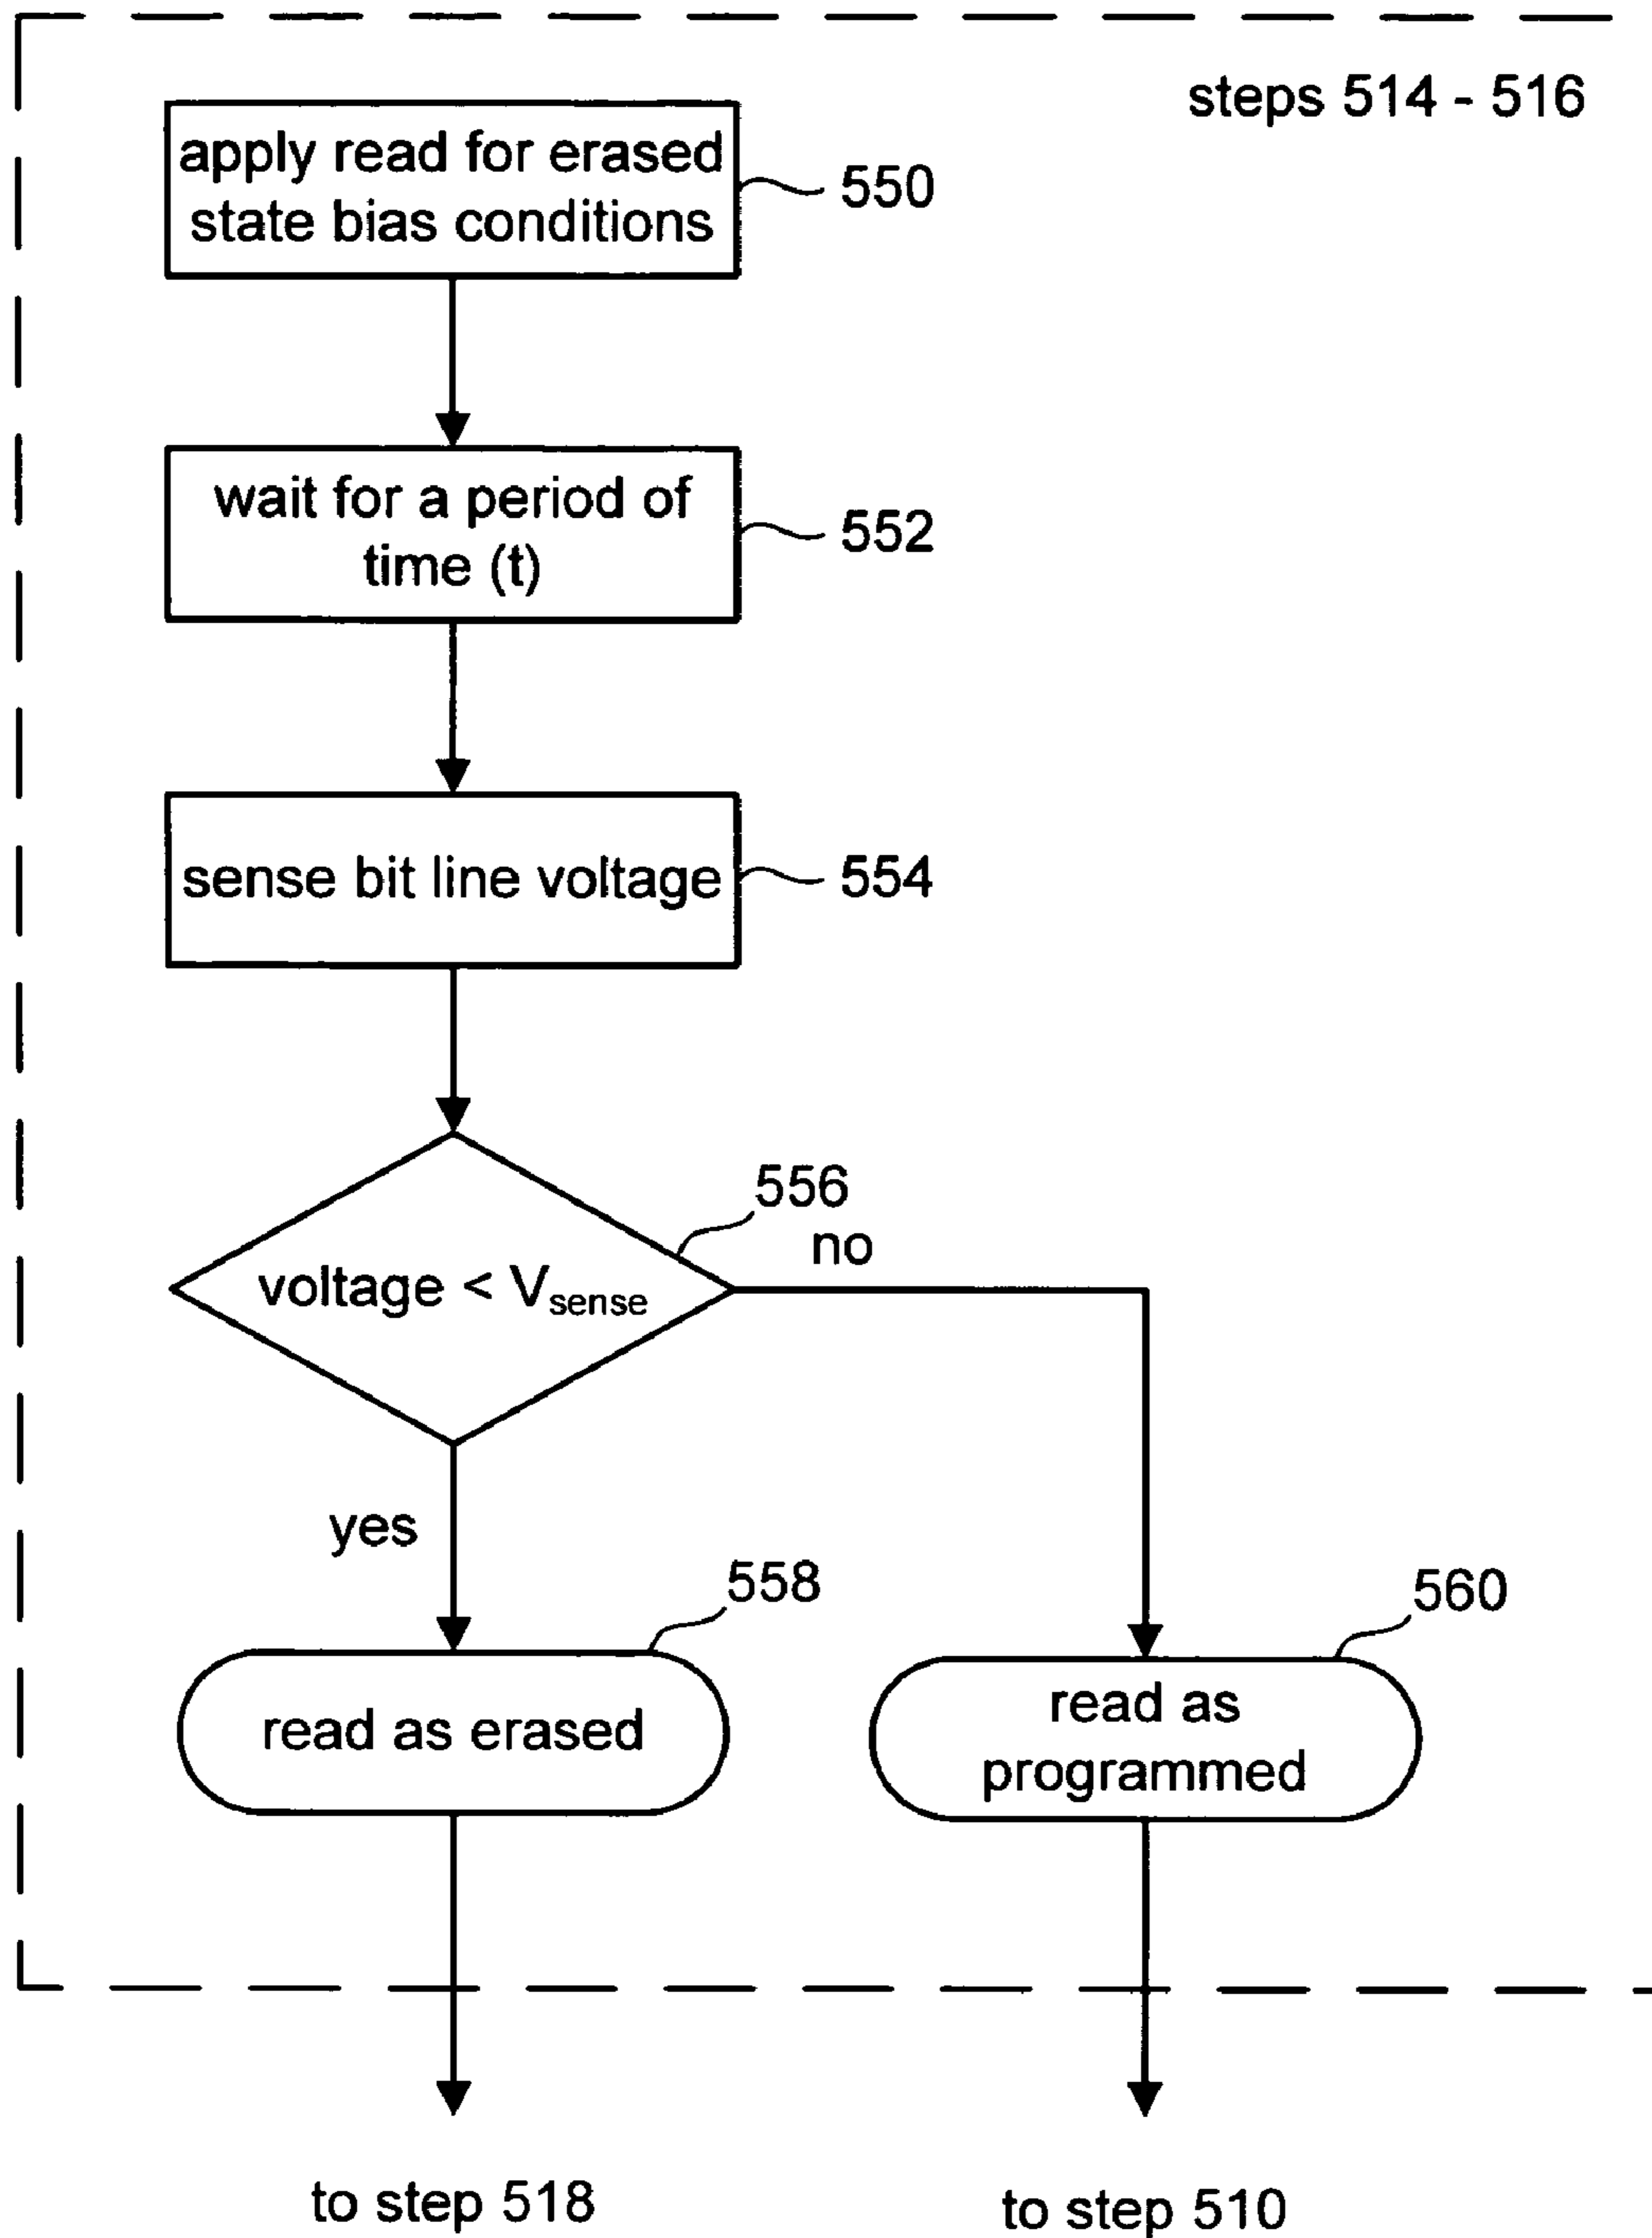 steps 514 - 516
apply read for erased
state bias conditions
550
wait for a period of
time (t)
552
sense bit line voltage
554
556
no
voltage < Vsense
yes
558
560
read as erased
read as
programmed
to step 518
to step 510